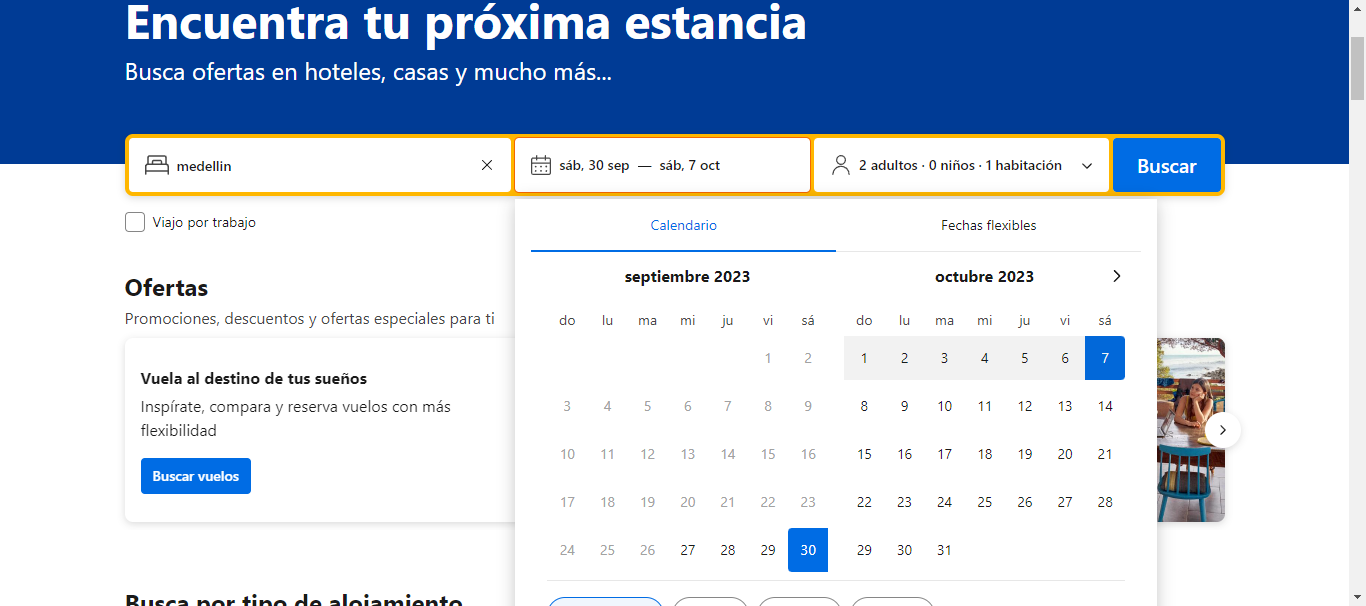 Encuentra tu próxima estancia
Busca ofertas en hoteles, casas y mucho más...
medellin
sáb, 30 sep — sáb, 7 oct
2 adultos · 0 niños · 1 habitación
Buscar
Viajo por trabajo
Calendario
Fechas flexibles
septiembre 2023
do lu ma mi ju vi sá
1 2
3 4 5 6 7 8 9
10 11 12 13 14 15 16
17 18 19 20 21 22 23
24 25 26 27 28 29 30
octubre 2023
do lu ma mi ju vi sá
1 2 3 4 5 6 7
8 9 10 11 12 13 14
15 16 17 18 19 20 21
22 23 24 25 26 27 28
29 30 31
Ofertas
Promociones, descuentos y ofertas especiales para ti
Vuela al destino de tus sueños
Inspírate, compara y reserva vuelos con más
flexibilidad
Buscar vuelos
Busca por tipo de alojamiento